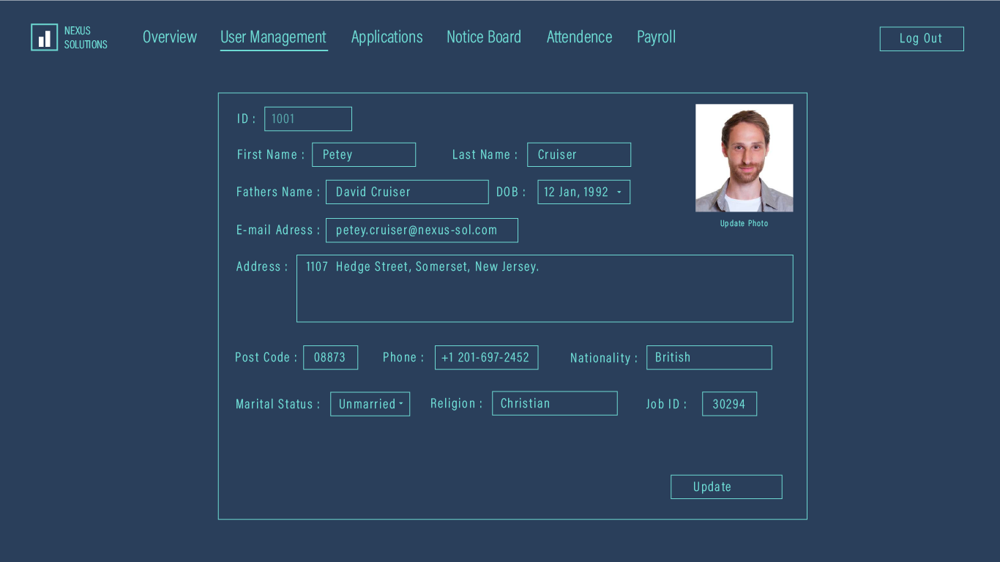 NEXUS
SOLUTIONS
Overview User Management Applications Notice Board Attendence Payroll Log Out
ID : 1001
First Name : Petey Last Name : Cruiser
Fathers Name : David Cruiser DOB : 12 Jan, 1992
Update Photo
E-mail Adress : petey.cruiser@nexus-sol.com
Address : 1107 Hedge Street, Somerset, New Jersey.
Post Code : 08873 Phone : +1 201-697-2452 Nationality : British
Marital Status : Unmarried Religion : Christian Job ID : 30294
Update